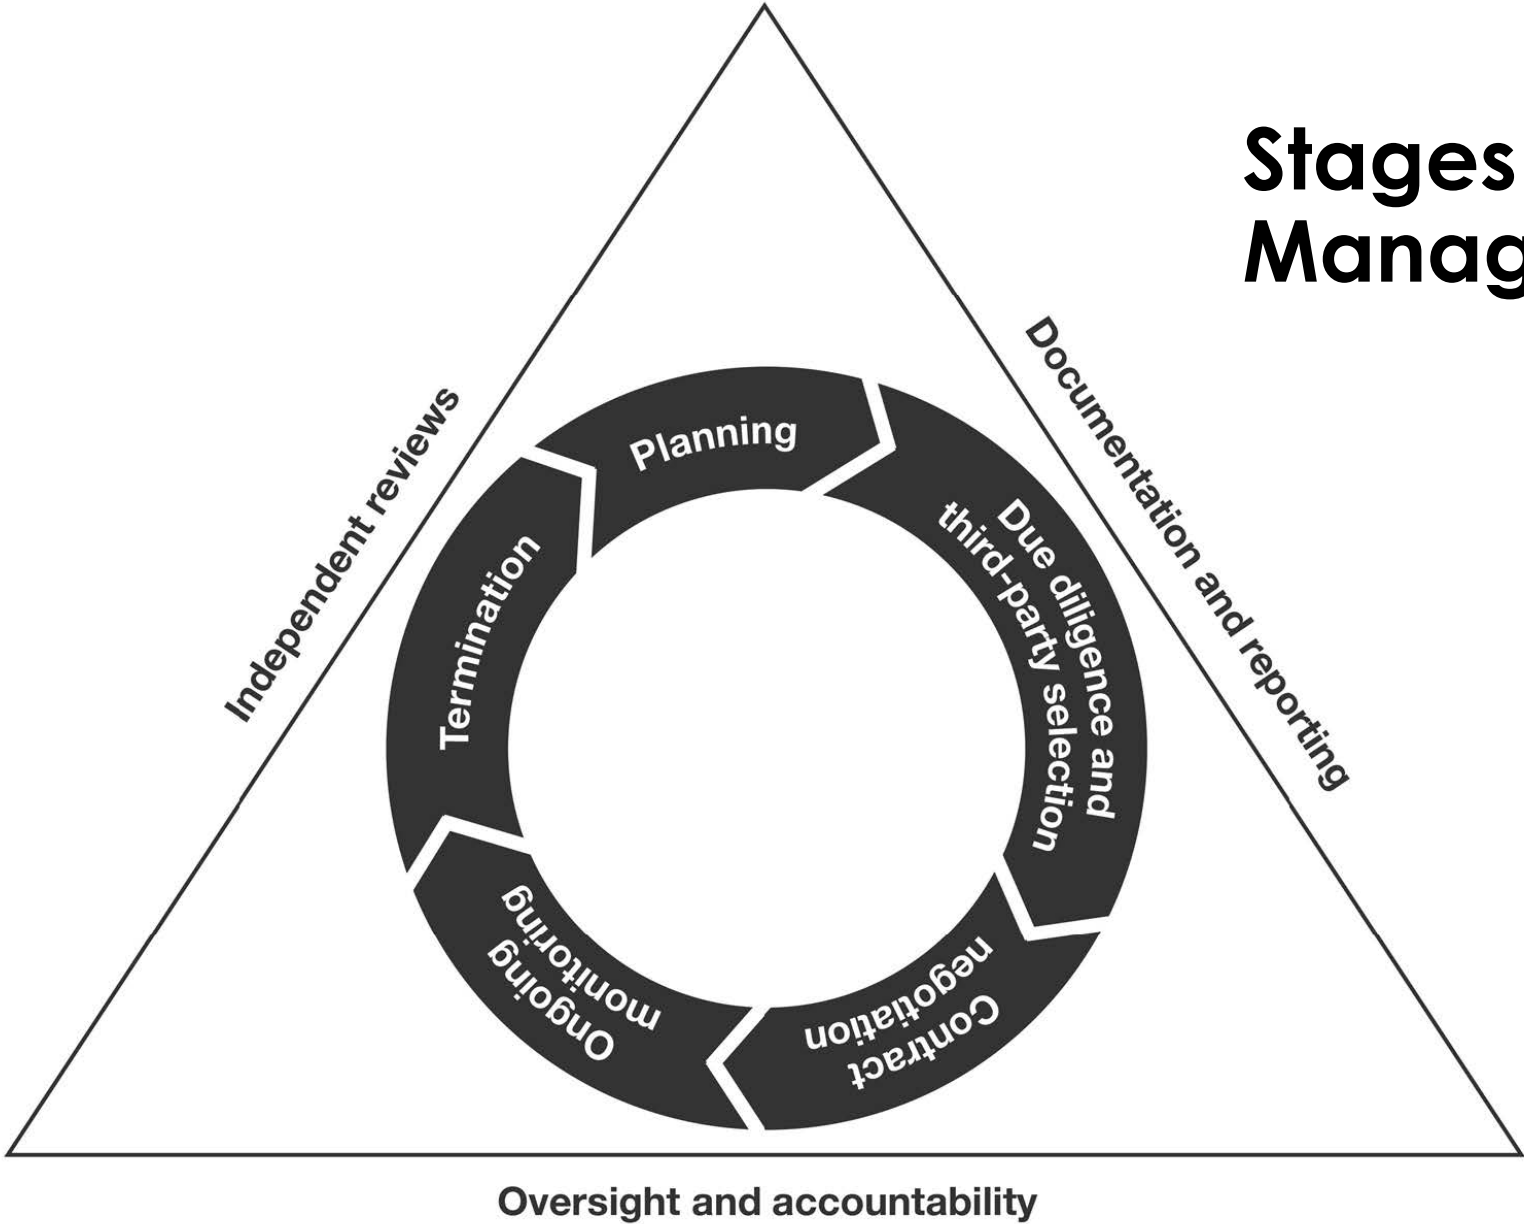 Stages
Manag
Independent reviews
Documentation and reporting
Planning
Due diligence and
third-party selection
Contract
negotiation
Ongoing
monitoring
Termination
Oversight and accountability